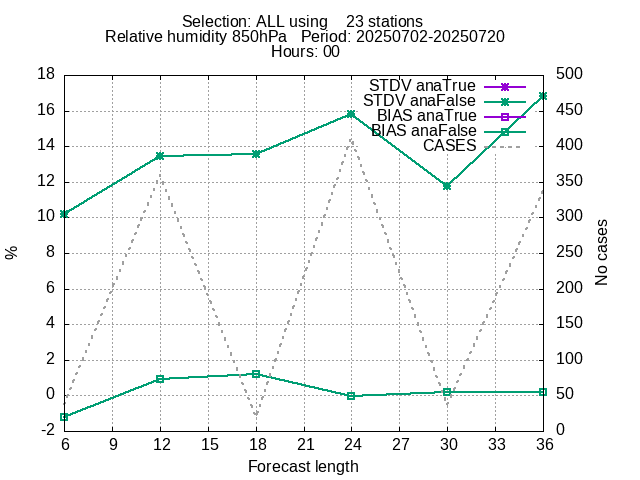 Selection: ALL using    23 stations
Relative humidity 850hPa   Period: 20250702-20250720
Hours: 00
STDV anaTrue
STDV anaFalse
BIAS anaTrue
BIAS anaFalse
CASES
18
16
14
12
10
8
6
4
2
0
-2
%
500
450
400
350
300
250
200
150
100
50
0
No cases
6 9 12 15 18 21 24 27 30 33 36
Forecast length